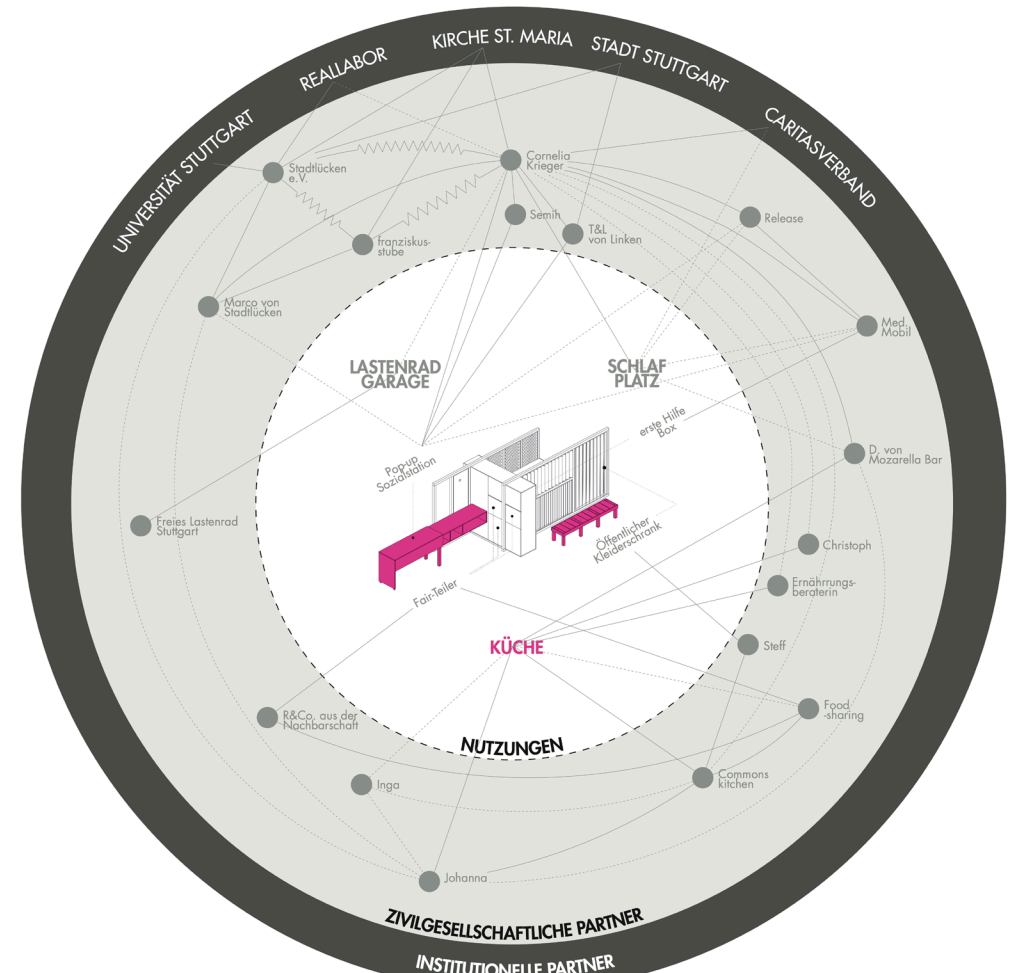 KIRCHE ST. MARIA
STADT STUTTGART
REALLABOR
CARITASVERBAND
UNIVERSITÄT STUTTGART
Stadtlücken
e.V.
Cornelia
Krieger
Semih
T&L
von Linken
Release
franziskus-
stube
Marco von
Stadtlücken
Med.
Mobil
LASTENRAD
GARAGE
SCHLAF
PLATZ
erste Hilfe
Box
D. von
Mozarella Bar
Pop-up
Sozialstation
Freies Lastenrad
Stuttgart
Öffentlicher
Kleiderschrank
Christoph
Ernährungs-
beraterin
Fair-Teiler
KÜCHE
Steff
R&Co. aus der
Nachbarschaft
Food
-sharing
NUTZUNGEN
Inga
Commons
kitchen
Johanna
ZIVILGESELLSCHAFTLICHE PARTNER
INSTITUTIONELLE PARTNER